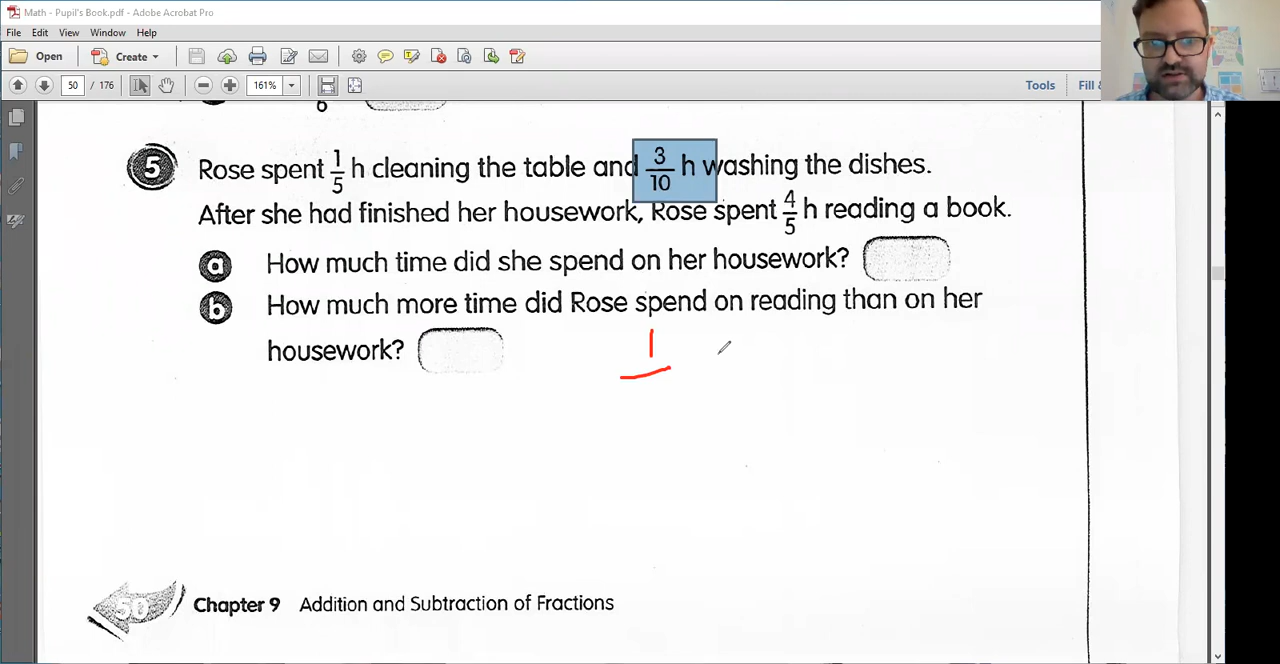 Math - Pupil's Book.pdf - Adobe Acrobat Pro
File Edit View Window Help
Open Create
50 / 176 161% Tools Fill &
6
5 Rose spent 1/5 h cleaning the table and 3/10 h washing the dishes.
After she had finished her housework, Rose spent 4/5 h reading a book.
a How much time did she spend on her housework?
b How much more time did Rose spend on reading than on her
housework?
1
50 Chapter 9 Addition and Subtraction of Fractions